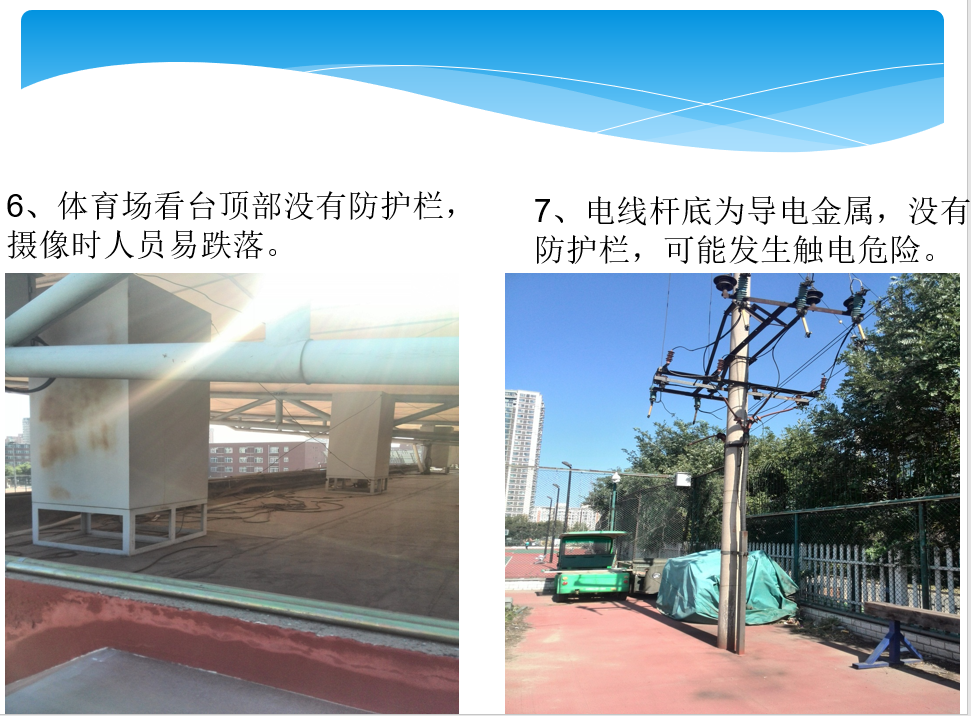 6、体育场看台顶部没有防护栏，
摄像时人员易跌落。
7、电线杆底为导电金属，没有
防护栏，可能发生触电危险。